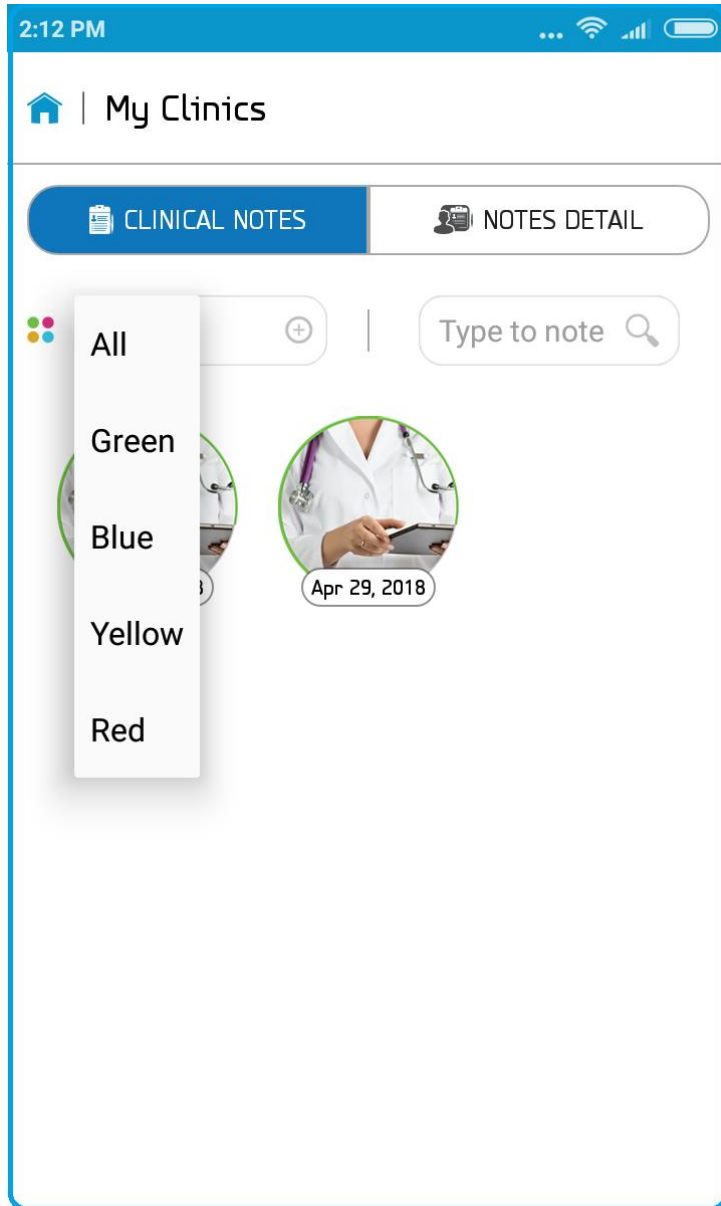 2:12 PM
My Clinics
CLINICAL NOTES
NOTES DETAIL
Type to note
All
Green
Blue
Yellow
Red
Apr 29, 2018